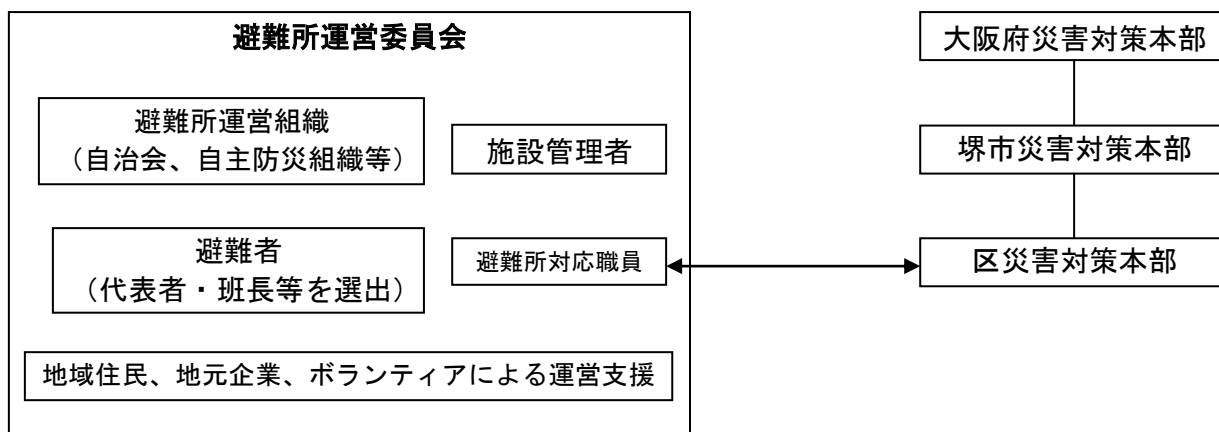 避難所運営委員会
避難所運営組織
（自治会、自主防災組織等）
施設管理者
避難者
（代表者・班長等を選出）
避難所対応職員
地域住民、地元企業、ボランティアによる運営支援
大阪府災害対策本部
堺市災害対策本部
区災害対策本部